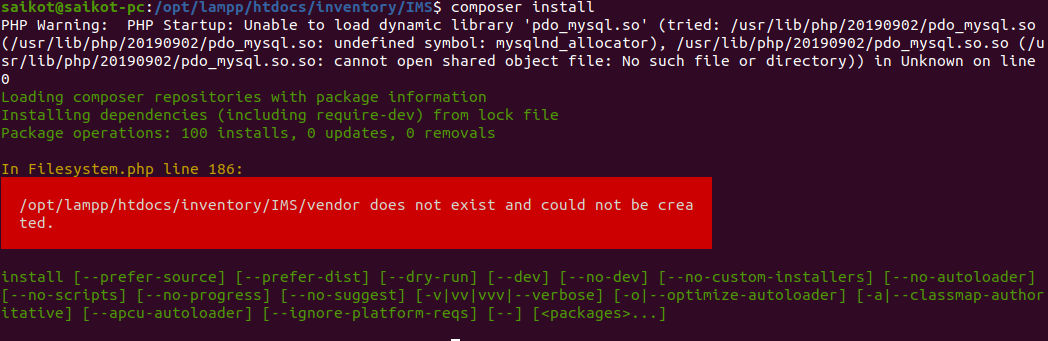 saikot@saikot-pc:/opt/lampp/htdocs/inventory/IMS$ composer install
PHP Warning:  PHP Startup: Unable to load dynamic library 'pdo_mysql.so' (tried: /usr/lib/php/20190902/pdo_mysql.so
(/usr/lib/php/20190902/pdo_mysql.so: undefined symbol: mysqlnd_allocator), /usr/lib/php/20190902/pdo_mysql.so.so (/u
sr/lib/php/20190902/pdo_mysql.so.so: cannot open shared object file: No such file or directory)) in Unknown on line
0
Loading composer repositories with package information
Installing dependencies (including require-dev) from lock file
Package operations: 100 installs, 0 updates, 0 removals
In Filesystem.php line 186:
/opt/lampp/htdocs/inventory/IMS/vendor does not exist and could not be crea
ted.
install [--prefer-source] [--prefer-dist] [--dry-run] [--dev] [--no-dev] [--no-custom-installers] [--no-autoloader]
[--no-scripts] [--no-progress] [--no-suggest] [-v|vv|vvv|--verbose] [-o|--optimize-autoloader] [-a|--classmap-author
itative] [--apcu-autoloader] [--ignore-platform-reqs] [--] [<packages>...]